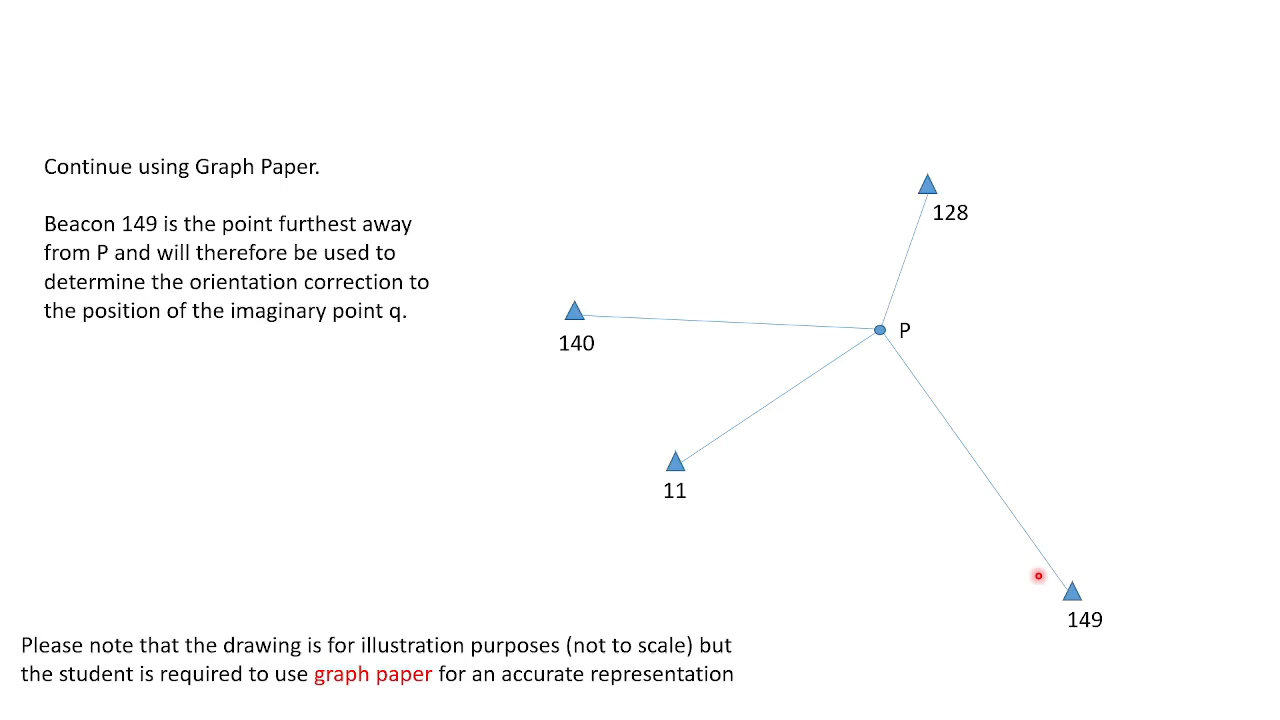 Continue using Graph Paper.
Beacon 149 is the point furthest away
from P and will therefore be used to
determine the orientation correction to
the position of the imaginary point q.
128
140
P
11
149
Please note that the drawing is for illustration purposes (not to scale) but
the student is required to use graph paper for an accurate representation